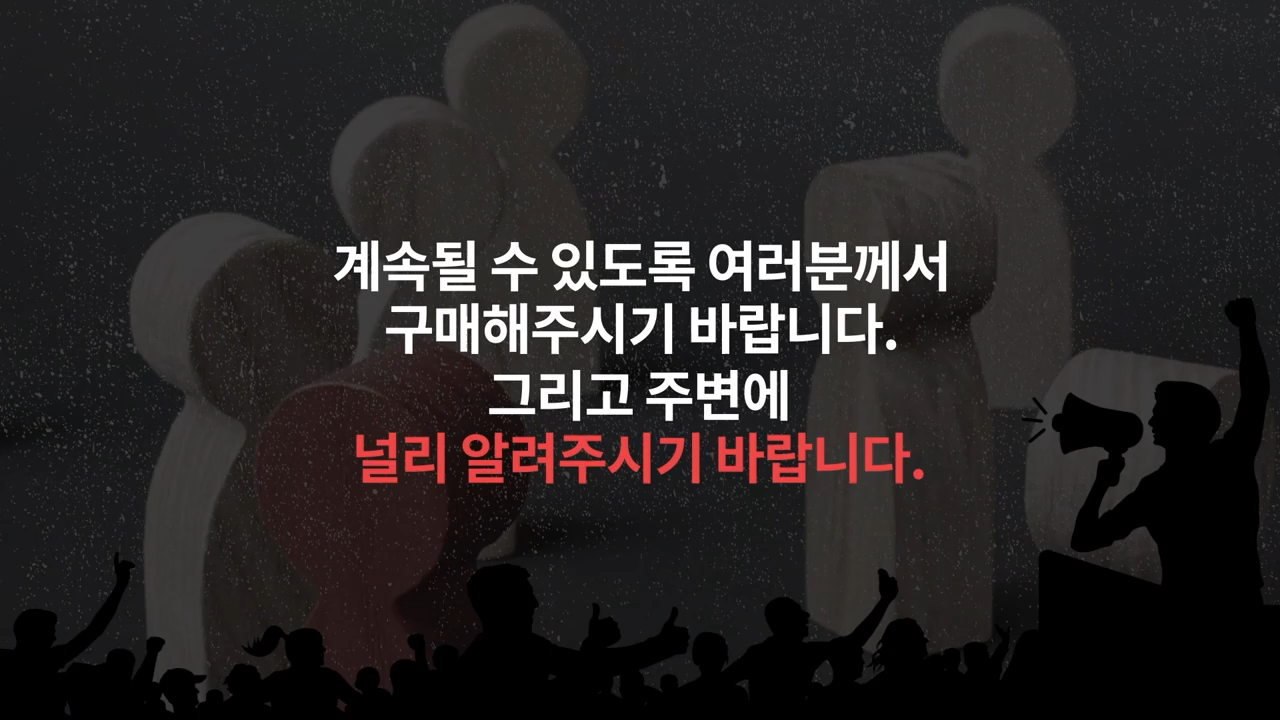 계속될 수 있도록 여러분께서
구매해주시기 바랍니다.
그리고 주변에
널리 알려주시기 바랍니다.